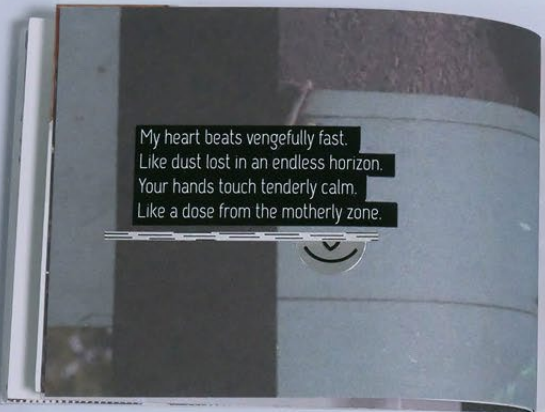 My heart beats vengefully fast.
Like dust lost in an endless horizon.
Your hands touch tenderly calm.
Like a dose from the motherly zone.